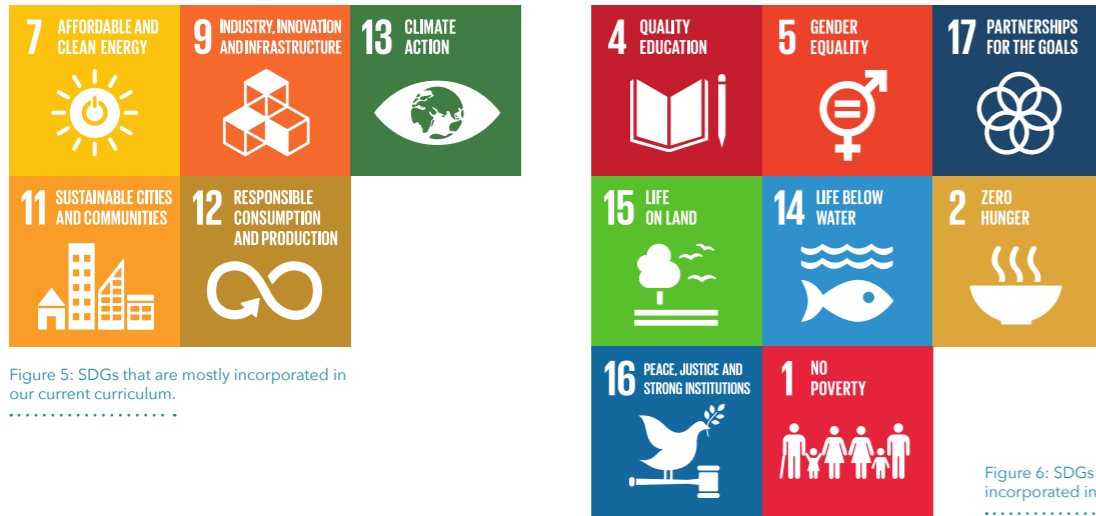 7 AFFORDABLE AND
CLEAN ENERGY
9 INDUSTRY, INNOVATION
AND INFRASTRUCTURE
13 CLIMATE
ACTION
11 SUSTAINABLE CITIES
AND COMMUNITIES
12 RESPONSIBLE
CONSUMPTION
AND PRODUCTION
Figure 5: SDGs that are mostly incorporated in
our current curriculum.
4 QUALITY
EDUCATION
5 GENDER
EQUALITY
17 PARTNERSHIPS
FOR THE GOALS
15 LIFE
ON LAND
14 LIFE BELOW
WATER
2 ZERO
HUNGER
16 PEACE, JUSTICE AND
STRONG INSTITUTIONS
1 NO
POVERTY
Figure 6: SDGs
incorporated in